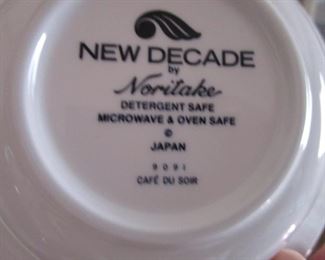 NEW DECADE
by
Noritake
DETERGENT SAFE
MICROWAVE & OVEN SAFE
©
JAPAN
9091
CAFÉ DU SOIR